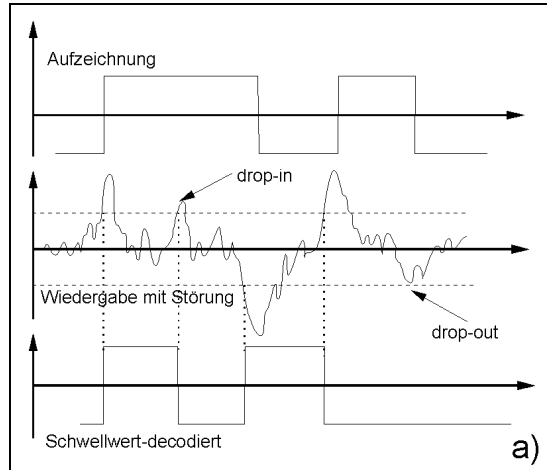 Aufzeichnung
drop-in
Wiedergabe mit Störung
drop-out
Schwellwert-decodiert
a)